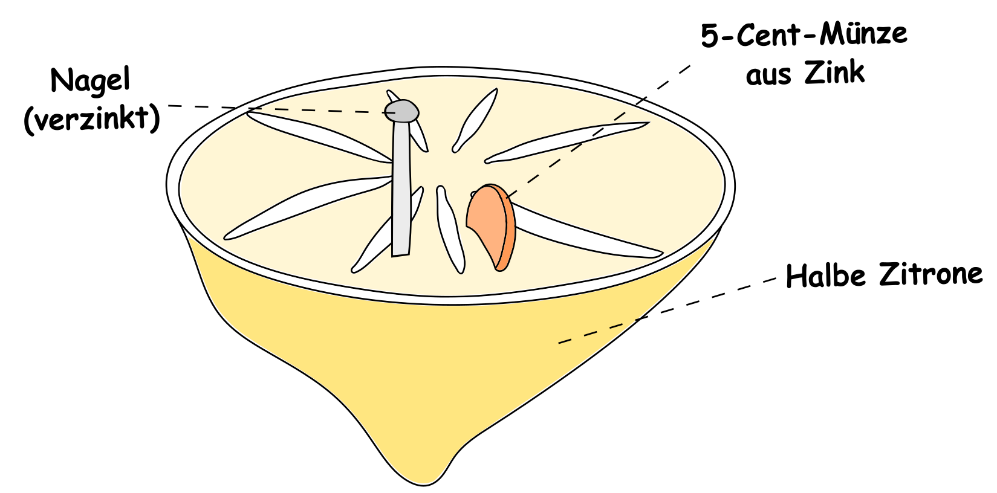 5-Cent-Münze
aus Zink
Nagel
(verzinkt)
Halbe Zitrone